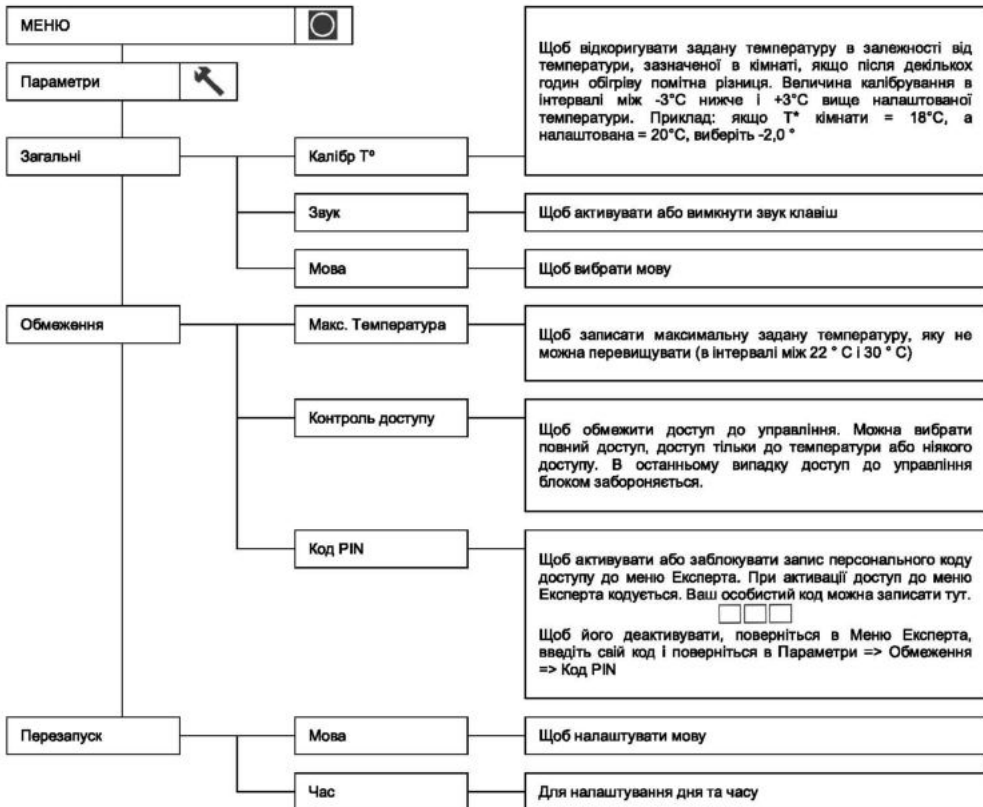 МЕНЮ
Параметри
Загальні
Калібр T°
Щоб відкоригувати задану температуру в залежності від
температури, зазначеної в кімнаті, якщо після декількох
годин обігріву помітна різниця. Величина калібрування в
інтервалі між -3°C нижче і +3°C вище налаштованої
температури. Приклад: якщо T* кімнати = 18°C, а
налаштована = 20°C, виберіть -2,0 °
Звук
Щоб активувати або вимкнути звук клавіш
Мова
Щоб вибрати мову
Обмеження
Макс. Температура
Щоб записати максимальну задану температуру, яку не
можна перевищувати (в інтервалі між 22 ° C і 30 ° C)
Контроль доступу
Щоб обмежити доступ до управління. Можна вибрати
повний доступ, доступ тільки до температури або ніякого
доступу. В останньому випадку доступ до управління
блоком забороняється.
Код PIN
Щоб активувати або заблокувати запис персонального коду
доступу до меню Експерта. При активації доступ до меню
Експерта кодується. Ваш особистий код можна записати тут.
Щоб його деактивувати, поверніться в Меню Експерта,
введіть свій код і поверніться в Параметри => Обмеження
=> Код PIN
Перезапуск
Мова
Щоб налаштувати мову
Час
Для налаштування дня та часу